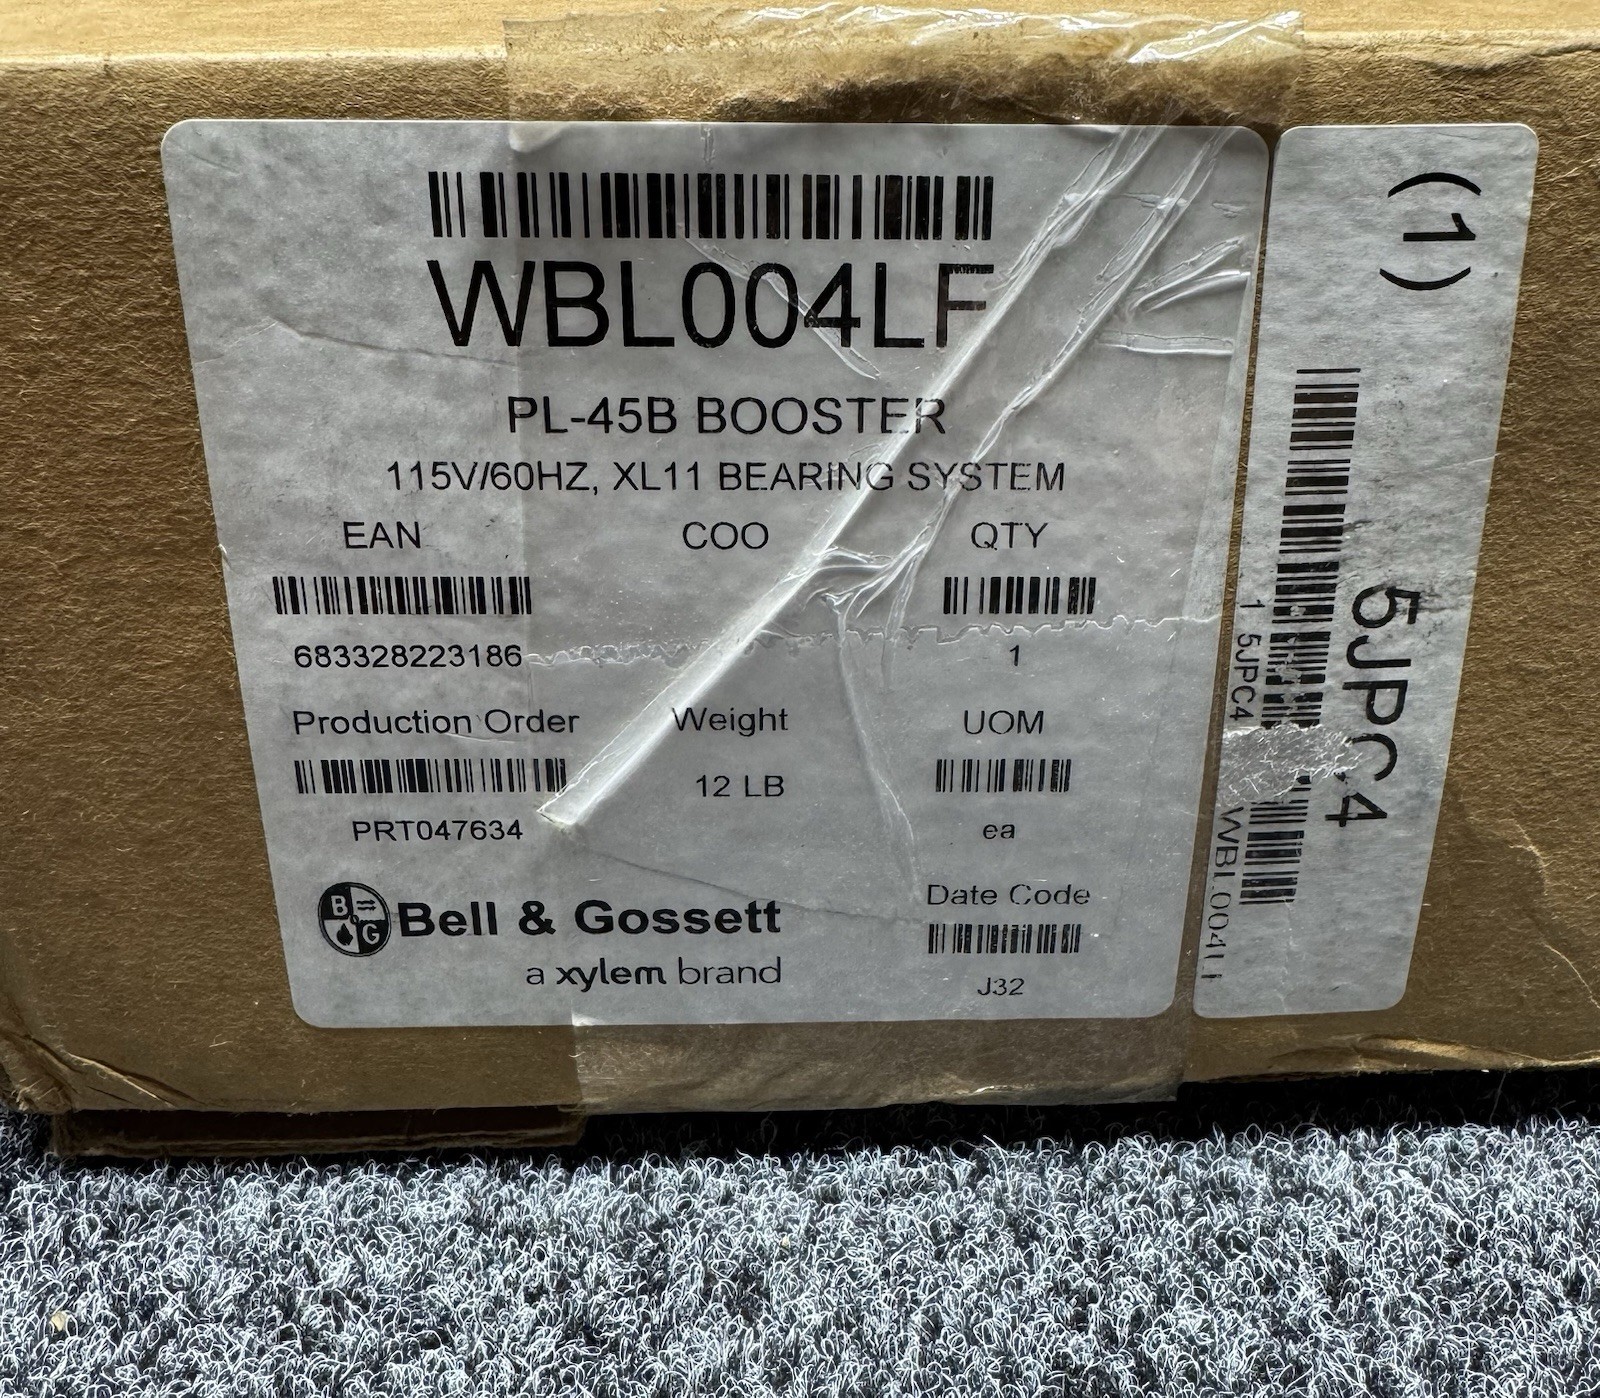 WBL004LF
PL-45B BOOSTER
115V/60HZ, XL11 BEARING SYSTEM
EAN COO QTY
683328223186 1
Production Order Weight UOM
12 LB
PRT047634 ea
Date Code
B G Bell & Gossett
a xylem brand
J32
(1)
5JPC4
1 5JPC4